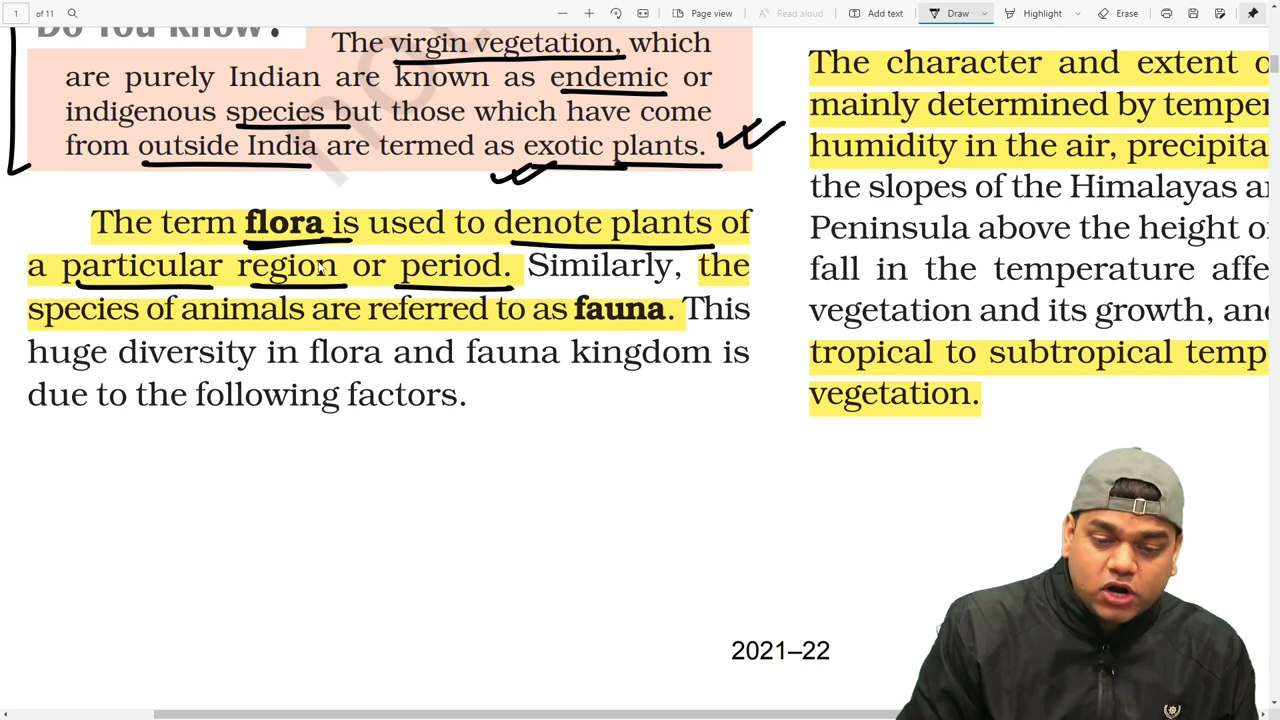 1 of 11
Page view
Read aloud
Add text
Draw
Highlight
Erase
Do You Know?
The virgin vegetation, which
are purely Indian are known as endemic or
indigenous species but those which have come
from outside India are termed as exotic plants.
The term flora is used to denote plants of
a particular region or period. Similarly, the
species of animals are referred to as fauna. This
huge diversity in flora and fauna kingdom is
due to the following factors.
The character and extent o
mainly determined by temper
humidity in the air, precipita
the slopes of the Himalayas a
Peninsula above the height o
fall in the temperature affe
vegetation and its growth, an
tropical to subtropical temp
vegetation.
2021–22